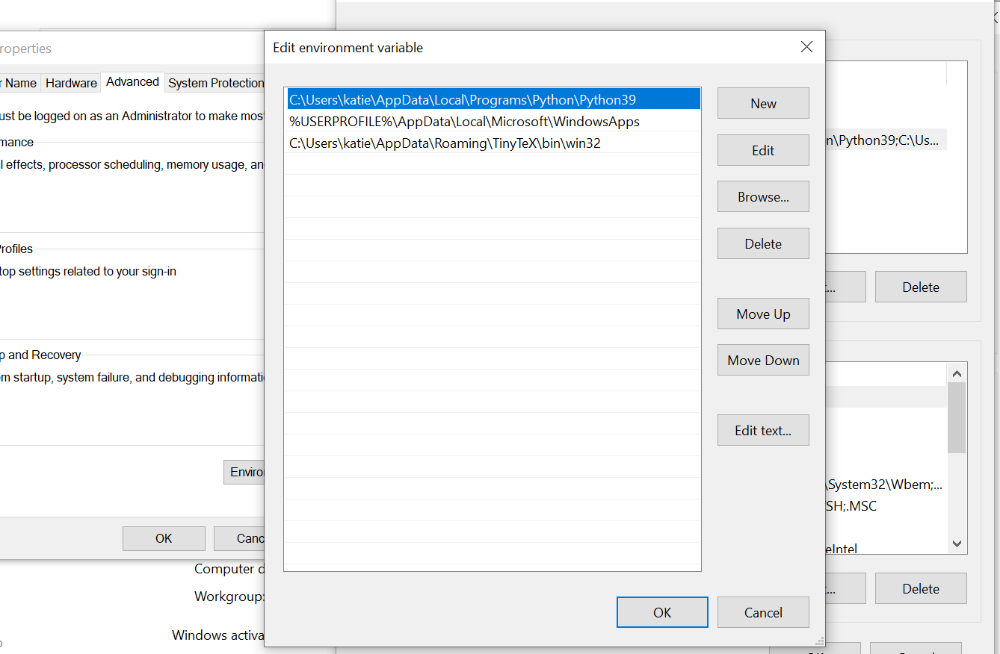 roperties
Edit environment variable
r Name Hardware Advanced System Protection
ust be logged on as an Administrator to make most
mance
l effects, processor scheduling, memory usage, an
rofiles
top settings related to your sign-in
p and Recovery
m startup, system failure, and debugging informati
Enviro
OK Canc
Computer d
Workgroup:
Windows activa
C:\Users\katie\AppData\Local\Programs\Python\Python39
%USERPROFILE%\AppData\Local\Microsoft\WindowsApps
C:\Users\katie\AppData\Roaming\TinyTeX\bin\win32
New
Edit
Browse...
Delete
Move Up
Move Down
Edit text...
OK Cancel
n\Python39;C:\Us...
... Delete
\System32\Wbem;...
SH;.MSC
eIntel
... Delete